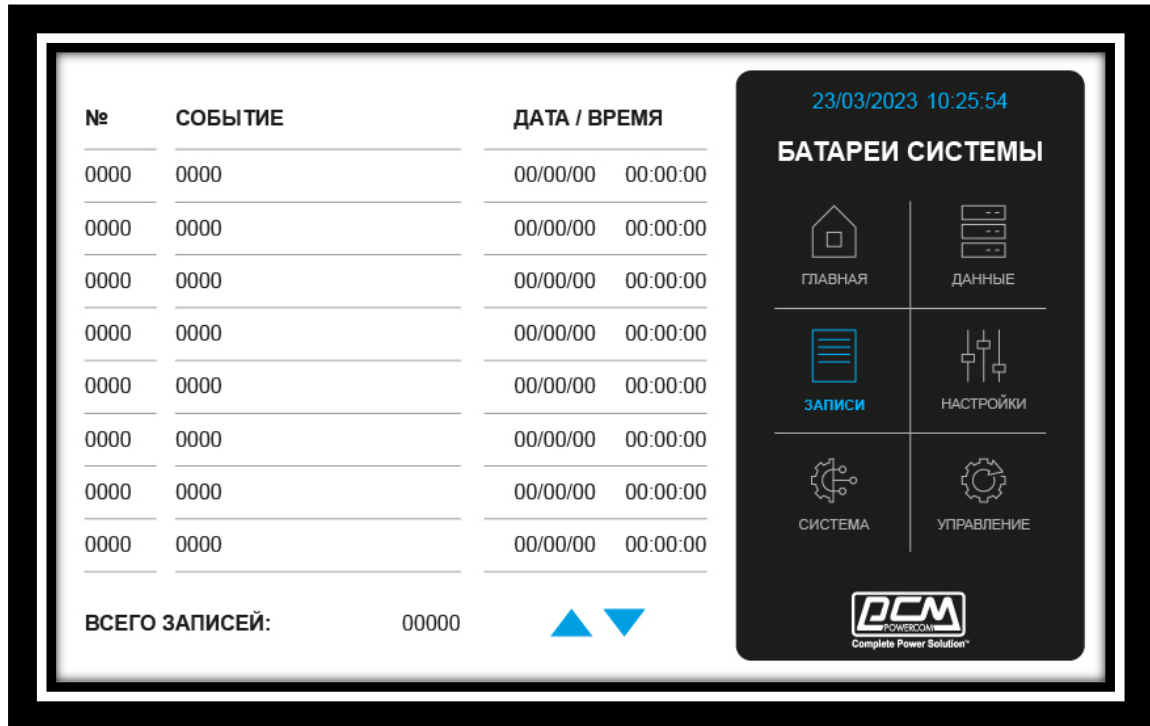 № СОБЫТИЕ ДАТА / ВРЕМЯ
0000 0000 00/00/00 00:00:00
0000 0000 00/00/00 00:00:00
0000 0000 00/00/00 00:00:00
0000 0000 00/00/00 00:00:00
0000 0000 00/00/00 00:00:00
0000 0000 00/00/00 00:00:00
0000 0000 00/00/00 00:00:00
0000 0000 00/00/00 00:00:00
ВСЕГО ЗАПИСЕЙ: 00000
23/03/2023 10:25:54
БАТАРЕИ СИСТЕМЫ
ГЛАВНАЯ ДАННЫЕ
ЗАПИСИ НАСТРОЙКИ
СИСТЕМА УПРАВЛЕНИЕ
PCM
POWERCOM
Complete Power Solution™